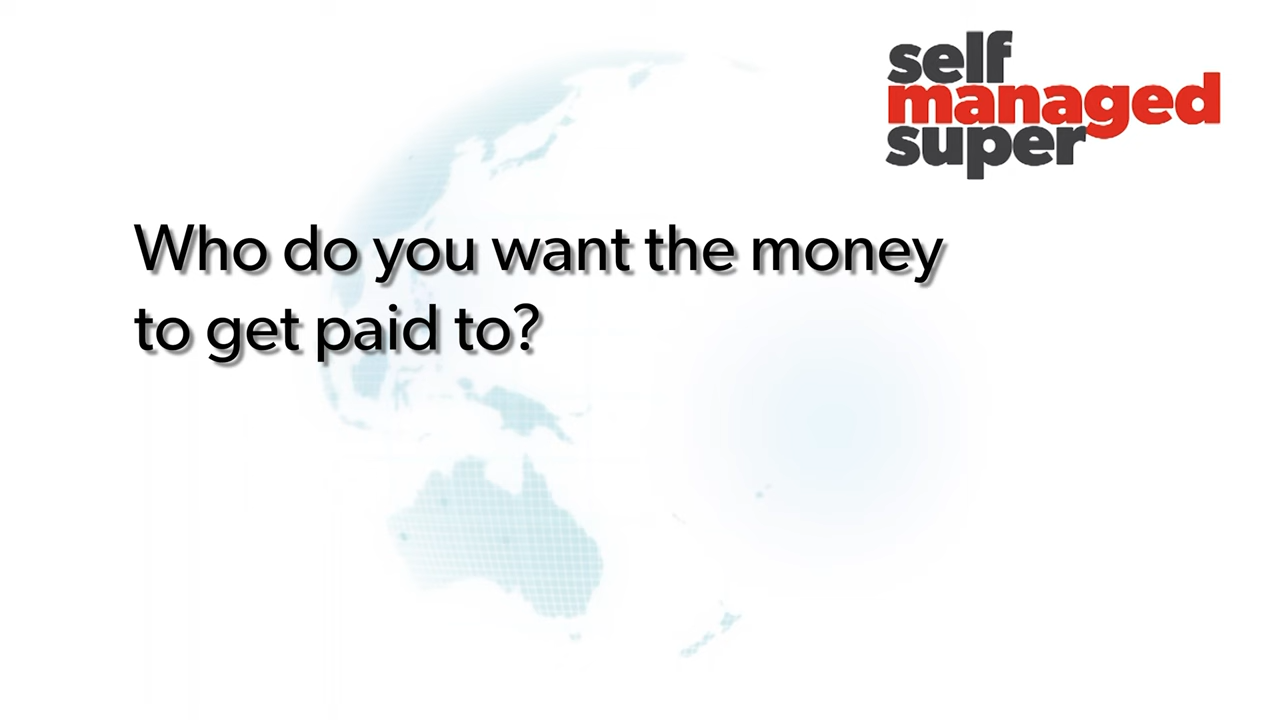 self
managed
super
Who do you want the money
to get paid to?